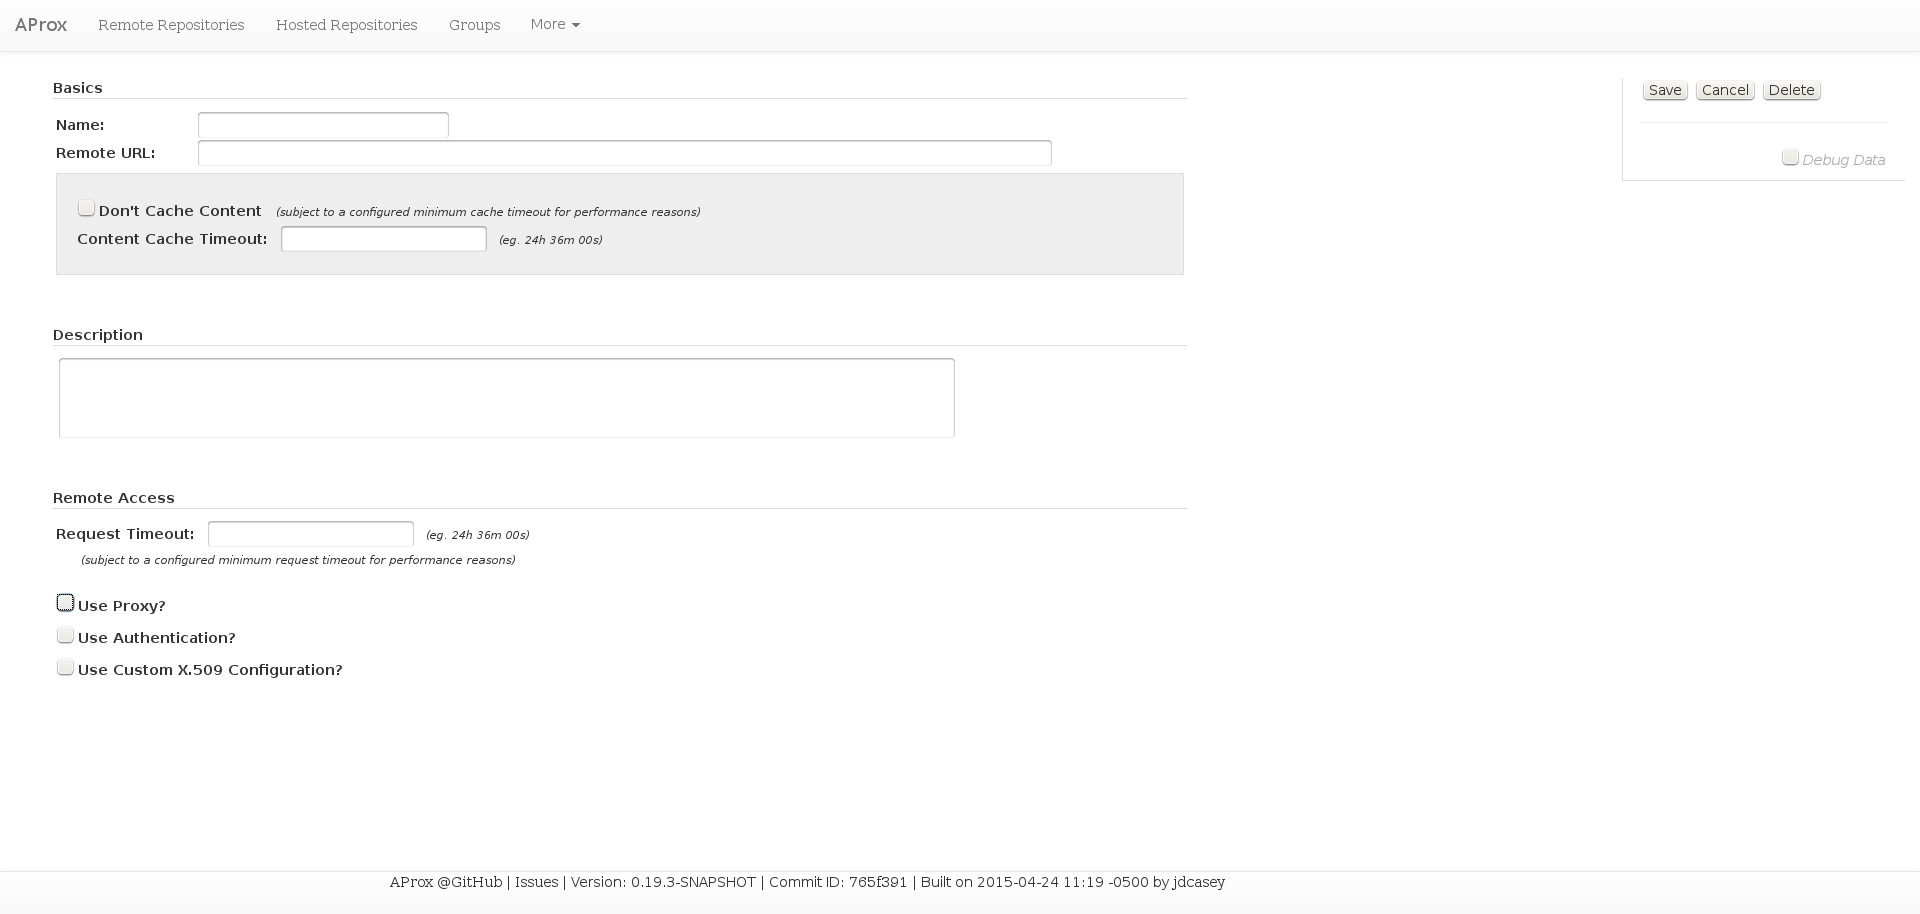 AProx Remote Repositories Hosted Repositories Groups More
Save Cancel Delete
Debug Data
Basics
Name:
Remote URL:
Don't Cache Content (subject to a configured minimum cache timeout for performance reasons)
Content Cache Timeout: (eg. 24h 36m 00s)
Description
Remote Access
Request Timeout: (eg. 24h 36m 00s)
(subject to a configured minimum request timeout for performance reasons)
Use Proxy?
Use Authentication?
Use Custom X.509 Configuration?
AProx @GitHub | Issues | Version: 0.19.3-SNAPSHOT | Commit ID: 765f391 | Built on 2015-04-24 11:19 -0500 by jdcasey